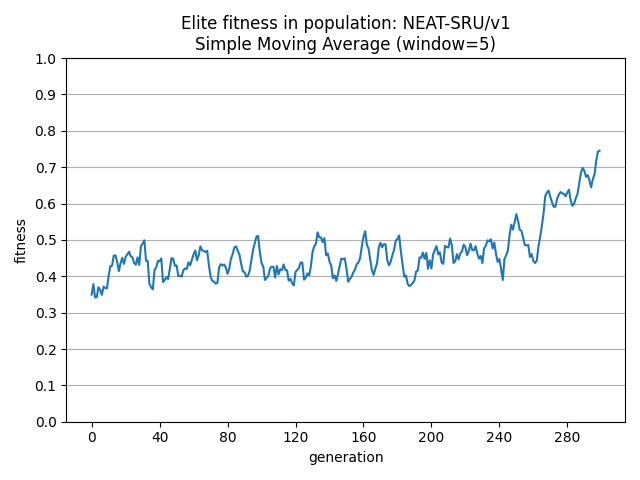 Elite fitness in population: NEAT-SRU/v1
Simple Moving Average (window=5)
1.0
0.9
0.8
0.7
0.6
0.5
0.4
0.3
0.2
0.1
0.0
fitness
0 40 80 120 160 200 240 280
generation